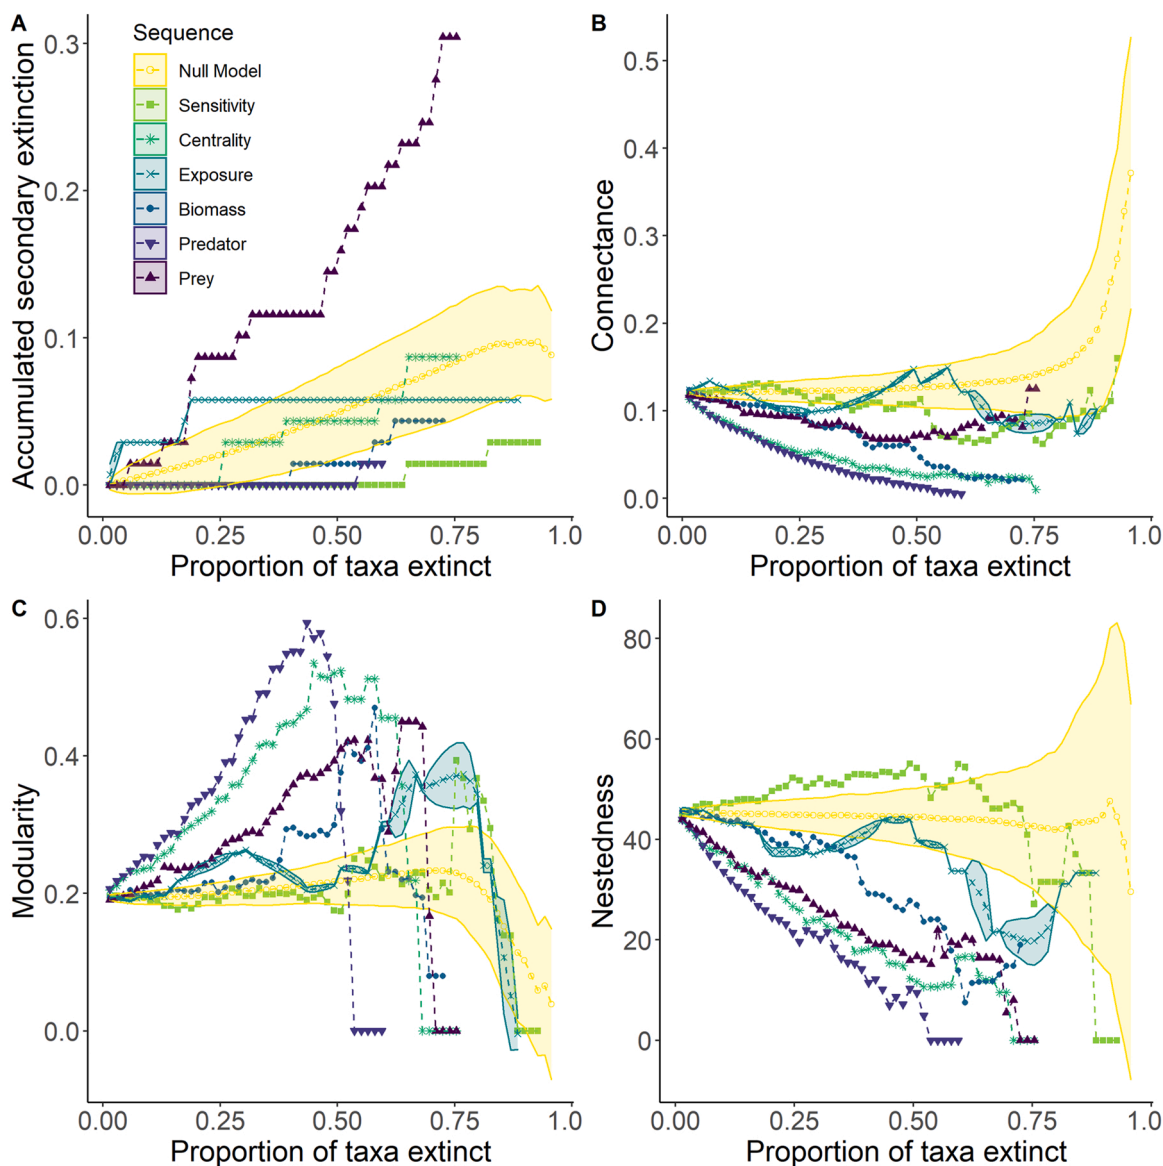 A
Accumulated secondary extinction
0.3
0.2
0.1
0.0
Sequence
Null Model
Sensitivity
Centrality
Exposure
Biomass
Predator
Prey
0.00 0.25 0.50 0.75 1.0
Proportion of taxa extinct
B
Connectance
0.5
0.4
0.3
0.2
0.1
0.0
0.00 0.25 0.50 0.75 1.0
Proportion of taxa extinct
C
Modularity
0.6
0.4
0.2
0.0
0.00 0.25 0.50 0.75 1.0
Proportion of taxa extinct
D
Nestedness
80
60
40
20
0
0.00 0.25 0.50 0.75 1.0
Proportion of taxa extinct